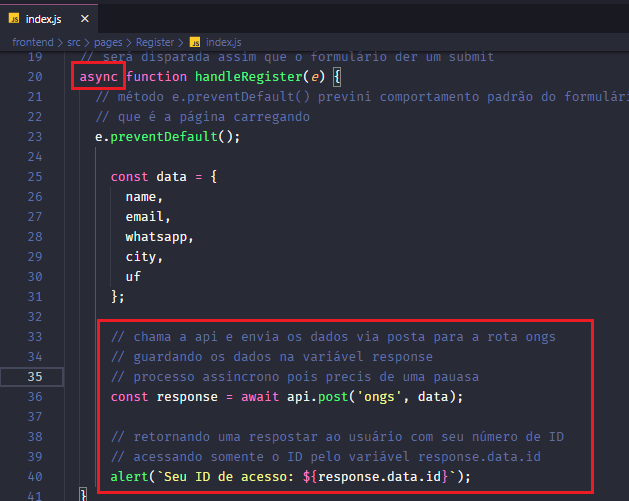 JS index.js ×
frontend > src > pages > Register > JS index.js
19 // será disparada assim que o formulário der um submit
20 async function handleRegister(e) {
21 // método e.preventDefault() previni comportamento padrão do formulári
22 // que é a página carregando
23 e.preventDefault();
24
25 const data = {
26 name,
27 email,
28 whatsapp,
29 city,
30 uf
31 };
32
33 // chama a api e envia os dados via posta para a rota ongs
34 // guardando os dados na variável response
35 // processo assincrono pois precis de uma pauasa
36 const response = await api.post('ongs', data);
37
38 // retornando uma respostar ao usuário com seu número de ID
39 // acessando somente o ID pelo variável response.data.id
40 alert(`Seu ID de acesso: ${response.data.id}`);
41 }